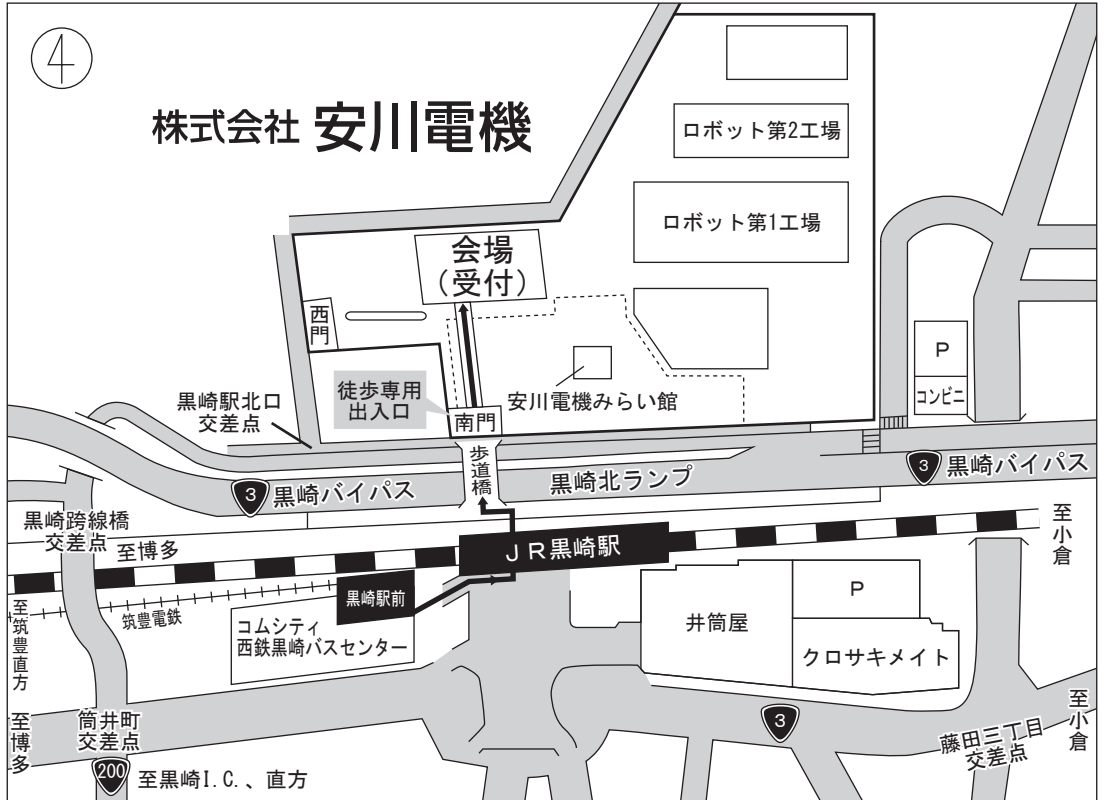 ④
株式会社 安川電機
ロボット第2工場
ロボット第1工場
会場
(受付)
西
門
P
コンビニ
徒歩専用
出入口
安川電機みらい館
黒崎駅北口
交差点
南門
歩
道
橋
3 黒崎バイパス
黒崎北ランプ
3 黒崎バイパス
黒崎跨線橋
交差点
至博多
JR黒崎駅
至
小
倉
黒崎駅前
筑豊電鉄
至
筑
豊
直
方
コムシティ
西鉄黒崎バスセンター
井筒屋
P
クロサキメイト
至
博
多
筒井町
交差点
3
藤田三丁目
交差点
至
小
倉
200 至黒崎I.C.、直方